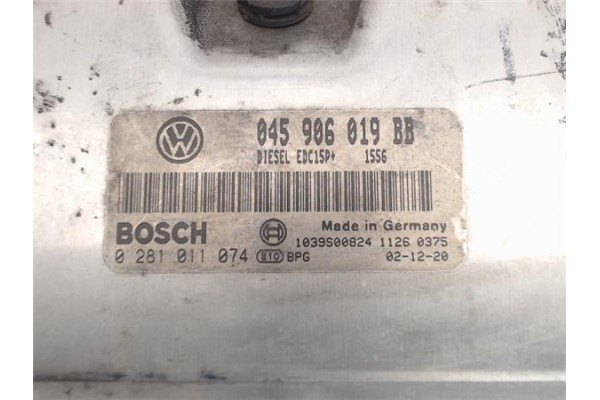 045 906 019 BB
DIESEL EDC15P+ 1556
BOSCH
Made in Germany
1039S00824 1126 0375
0 281 011 074 810 BPG 02-12-20